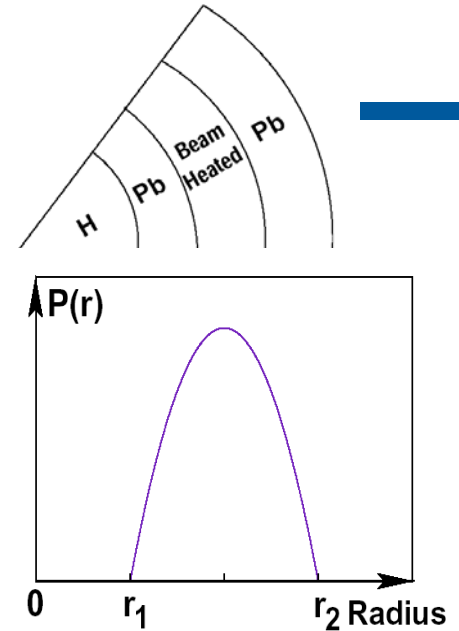 H
Pb
Beam
Heated
Pb
P(r)
0
r₁
r₂ Radius